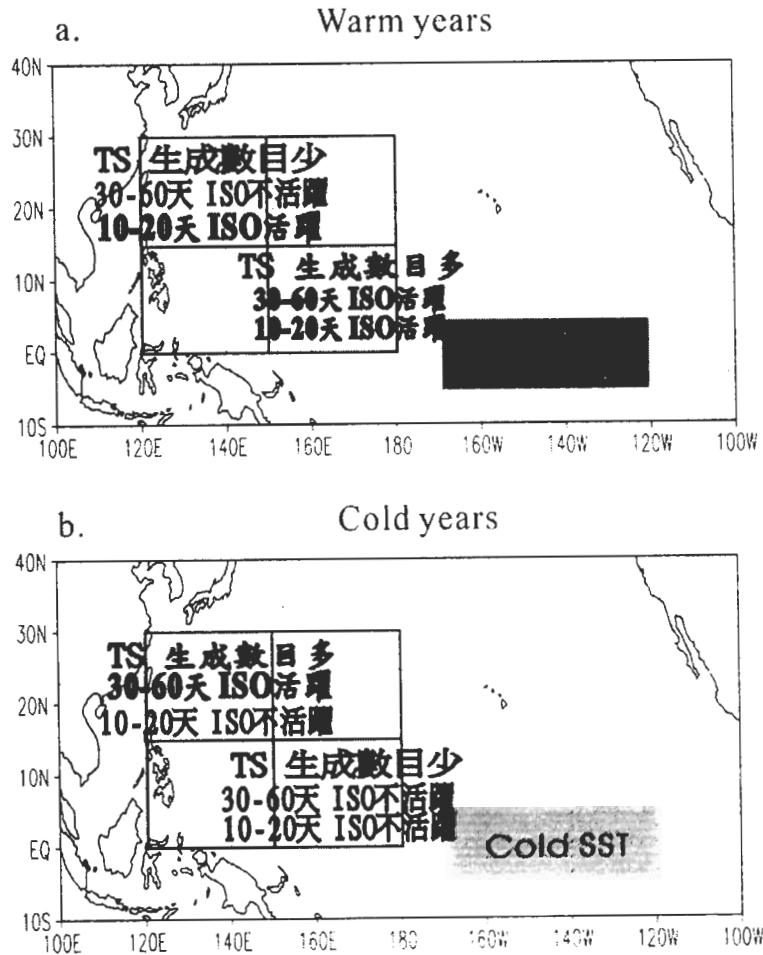 a.
Warm years
40N
30N
20N
10N
EQ
10S
TS 生成數目少
30-60天 ISO不活躍
10-20天 ISO活躍
TS 生成數目多
30-60天 ISO活躍
10-20天 ISO活躍
100E 120E 140E 160E 180 160W 140W 120W 100W
b.
Cold years
40N
30N
20N
10N
EQ
10S
TS 生成數目多
30-60天 ISO活躍
10-20天 ISO不活躍
TS 生成數目少
30-60天 ISO不活躍
10-20天 ISO不活躍
Cold SST
100E 120E 140E 160E 180 160W 140W 120W 100W